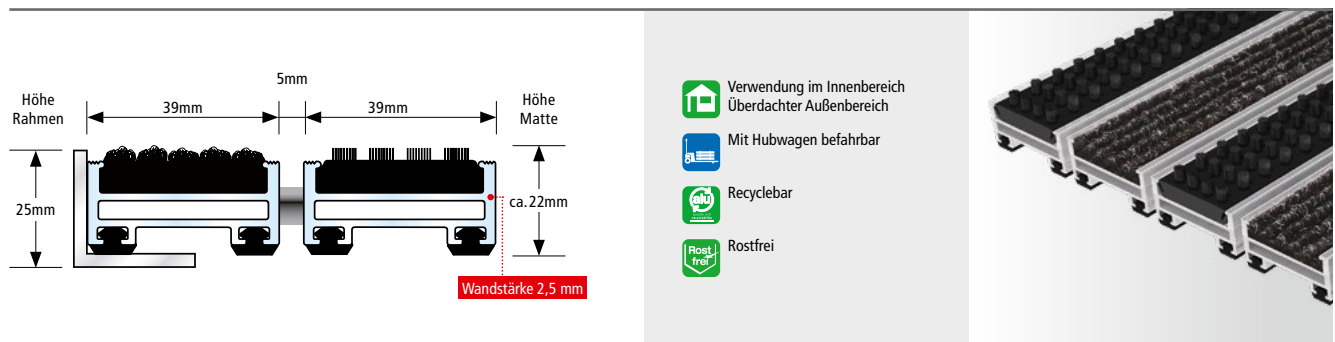 5mm
Höhe
Rahmen
39mm
39mm
Höhe
Matte
25mm
ca. 22mm
Wandstärke 2,5 mm
Verwendung im Innenbereich
Überdachter Außenbereich
Mit Hubwagen befahrbar
alu
Recyclebar
Rost
frei
Rostfrei